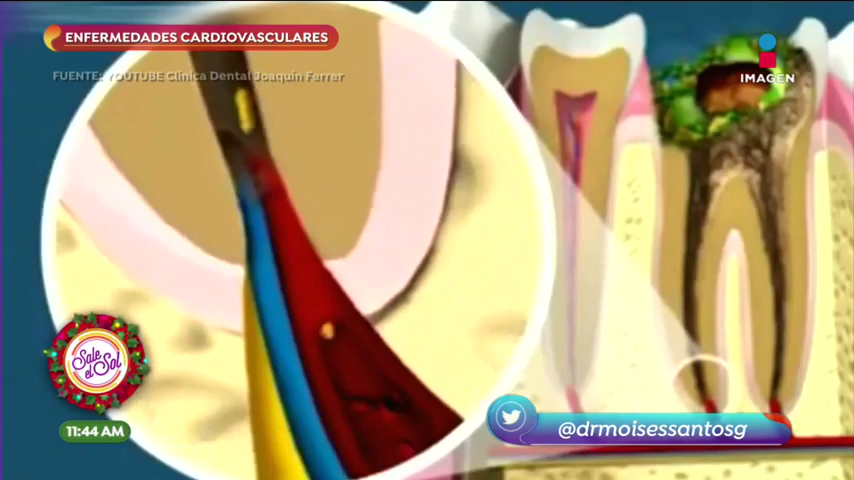 ENFERMEDADES CARDIOVASCULARES
FUENTE: YOUTUBE Clínica Dental Joaquín Ferrer
IMAGEN
Sale
el Sol
11:44 AM
@drmoisessantosg